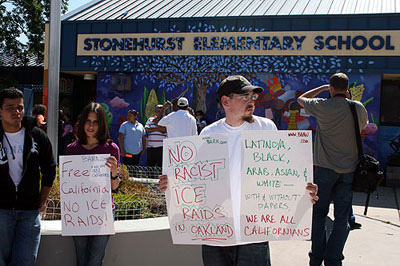 STONEHURST ELEMENTARY SCHOOL
Free
California
NO ICE
RAIDS!
NO
RACIST
ICE
RAIDS
IN OAKLAND
LATINO/A,
BLACK,
ARAB, ASIAN, &
WHITE —
WITH &
WITHOUT PAPERS
WE ARE ALL
CALIFORNIANS